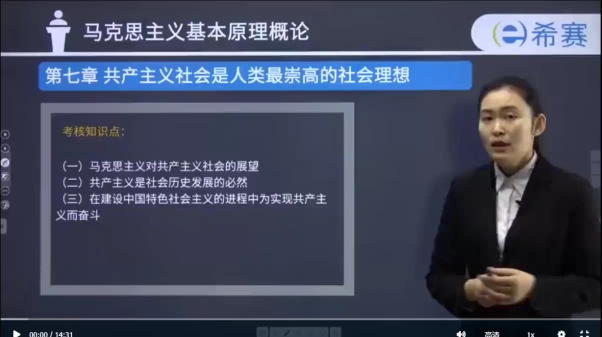 马克思主义基本原理概论
希赛
第七章 共产主义社会是人类最崇高的社会理想
考核知识点：
（一）马克思主义对共产主义社会的展望
（二）共产主义是社会历史发展的必然
（三）在建设中国特色社会主义的进程中为实现共产主
义而奋斗
00:00 / 14:31
高清
1x